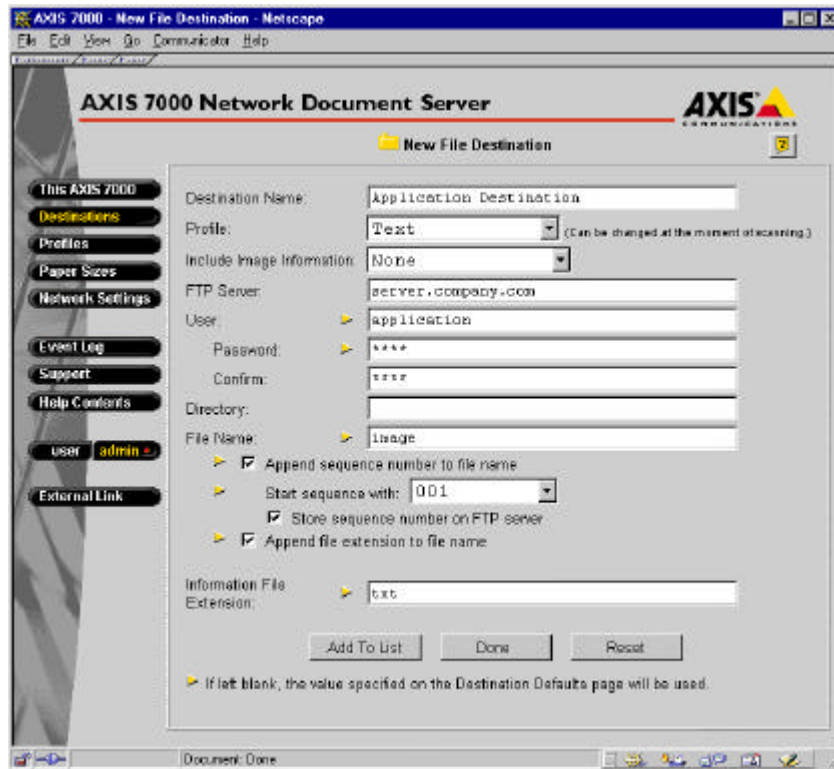 AXIS 7000 - New File Destination - Netscape
File Edit View Go Communicator Help
AXIS 7000 Network Document Server
AXIS
COMMUNICATIONS
New File Destination
?
This AXIS 7000
Destinations
Profiles
Paper Sizes
Network Settings
Event Log
Support
Help Contents
user admin
External Link
Destination Name: Application Destination
Profile: Text (Can be changed at the moment of scanning.)
Include Image Information: None
FTP Server: server.company.com
User: application
Password: ****
Confirm: ****
Directory:
File Name: image
Append sequence number to file name
Start sequence with: 001
Store sequence number on FTP server
Append file extension to file name
Information File
Extension: txt
Add To List Done Reset
If left blank, the value specified on the Destination Defaults page will be used.
Document: Done